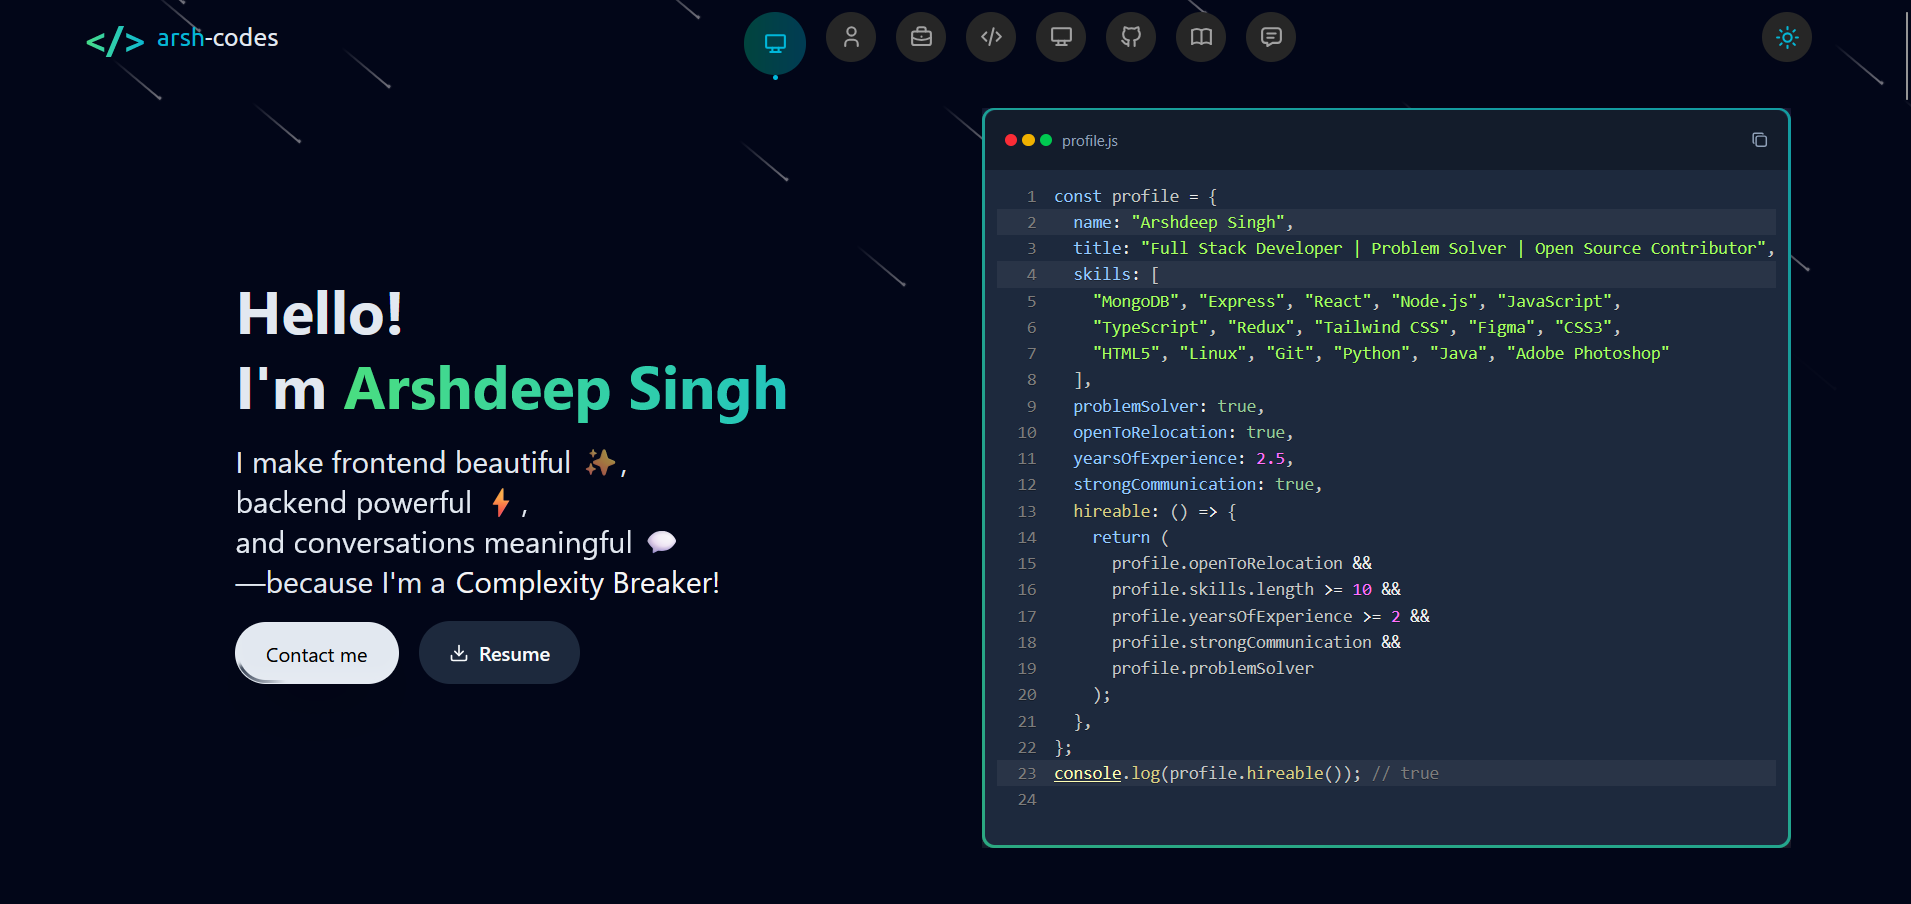 </> arsh-codes
Hello!
I'm Arshdeep Singh
I make frontend beautiful ✨,
backend powerful ⚡,
and conversations meaningful 💬
—because I'm a Complexity Breaker!
Contact me
Resume
profile.js
1 const profile = {
2 name: "Arshdeep Singh",
3 title: "Full Stack Developer | Problem Solver | Open Source Contributor",
4 skills: [
5 "MongoDB", "Express", "React", "Node.js", "JavaScript",
6 "TypeScript", "Redux", "Tailwind CSS", "Figma", "CSS3",
7 "HTML5", "Linux", "Git", "Python", "Java", "Adobe Photoshop"
8 ],
9 problemSolver: true,
10 openToRelocation: true,
11 yearsOfExperience: 2.5,
12 strongCommunication: true,
13 hireable: () => {
14 return (
15 profile.openToRelocation &&
16 profile.skills.length >= 10 &&
17 profile.yearsOfExperience >= 2 &&
18 profile.strongCommunication &&
19 profile.problemSolver
20 );
21 },
22 };
23 console.log(profile.hireable()); // true
24